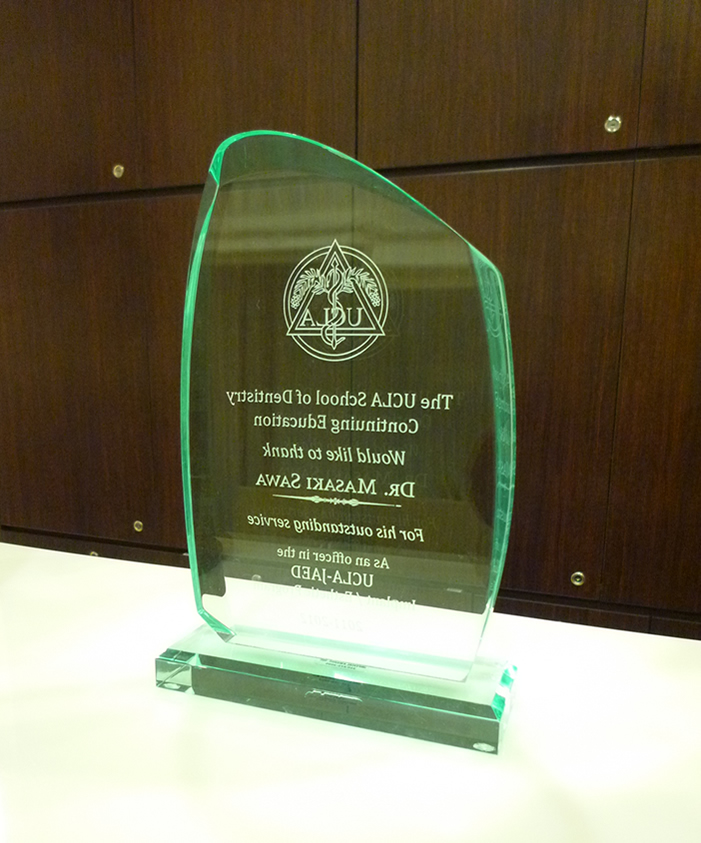 UCLA
The UCLA School of Dentistry
Continuing Education
Would like to thank
DR. MASAKI SAWA
For his outstanding service
As an officer in the
UCLA-JAED